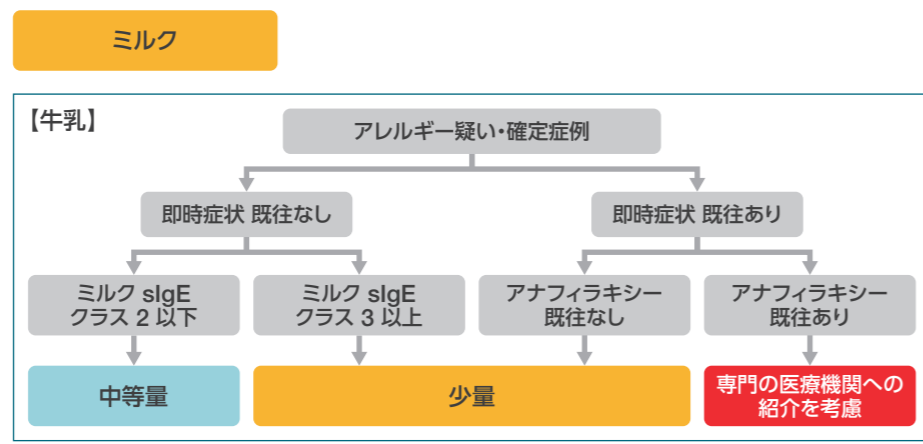 ミルク
【牛乳】
アレルギー疑い・確定症例
即時症状 既往なし
即時症状 既往あり
ミルク sIgE
クラス 2 以下
ミルク sIgE
クラス 3 以上
アナフィラキシー
既往なし
アナフィラキシー
既往あり
中等量
少量
専門の医療機関への
紹介を考慮